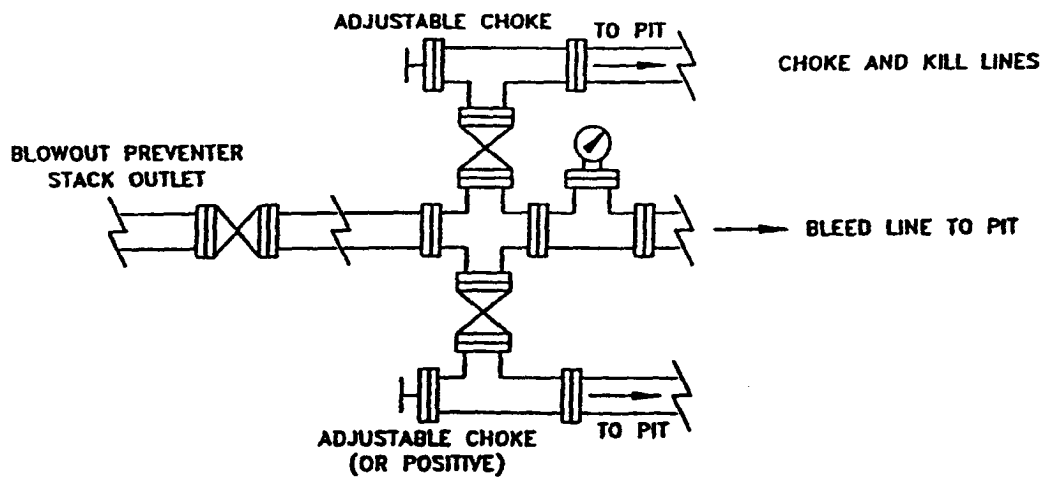 ADJUSTABLE CHOKE
TO PIT
CHOKE AND KILL LINES
BLOWOUT PREVENTER
STACK OUTLET
BLEED LINE TO PIT
ADJUSTABLE CHOKE
(OR POSITIVE)
TO PIT